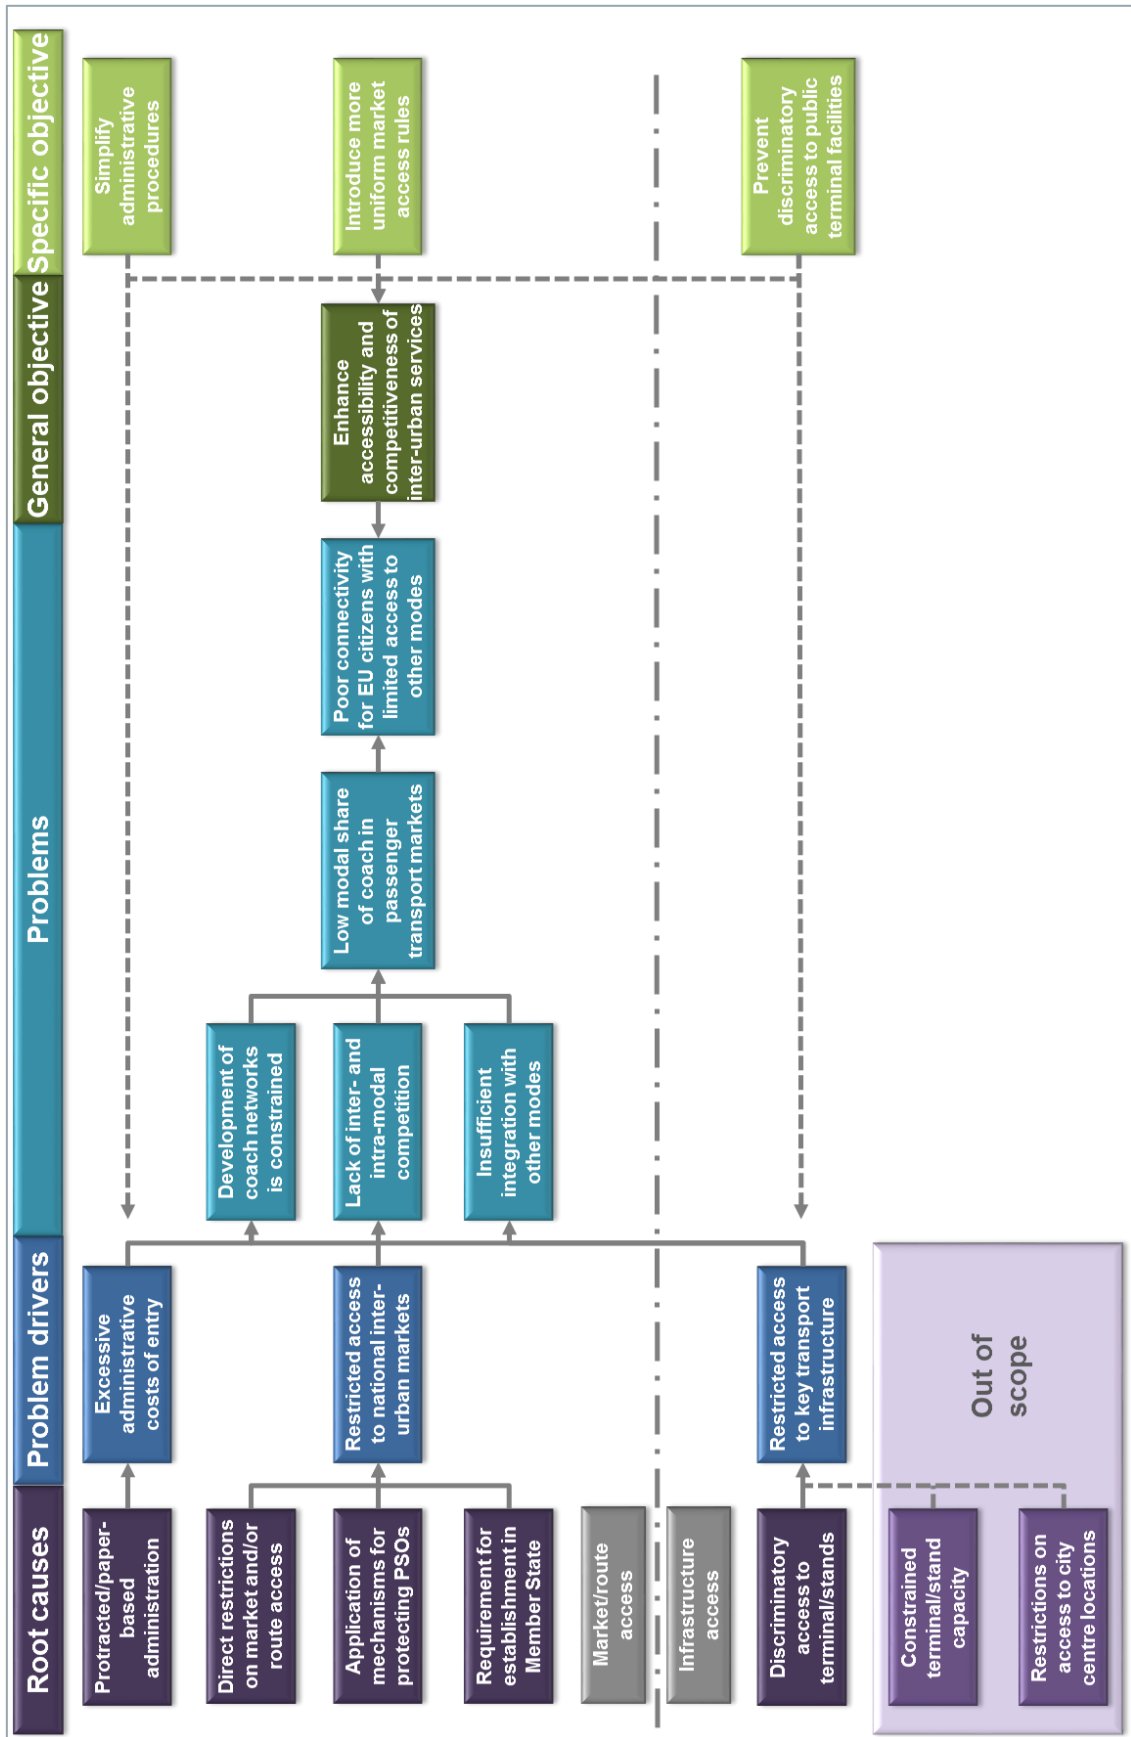 Root causes
Problem drivers
Problems
General objective
Specific objective
Protracted/paper-
based
administration
Excessive
administrative
costs of entry
Simplify
administrative
procedures
Direct restrictions
on market and/or
route access
Development of
coach networks
is constrained
Application of
mechanisms for
protecting PSOs
Restricted access
to national inter-
urban markets
Lack of inter- and
intra-modal
competition
Low modal share
of coach in
passenger
transport markets
Poor connectivity
for EU citizens with
limited access to
other modes
Enhance
accessibility and
competitiveness of
inter-urban services
Introduce more
uniform market
access rules
Requirement for
establishment in
Member State
Insufficient
integration with
other modes
Market/route
access
Infrastructure
access
Discriminatory
access to
terminal/stands
Restricted access
to key transport
infrastructure
Prevent
discriminatory
access to public
terminal facilities
Constrained
terminal/stand
capacity
Out of
scope
Restrictions on
access to city
centre locations